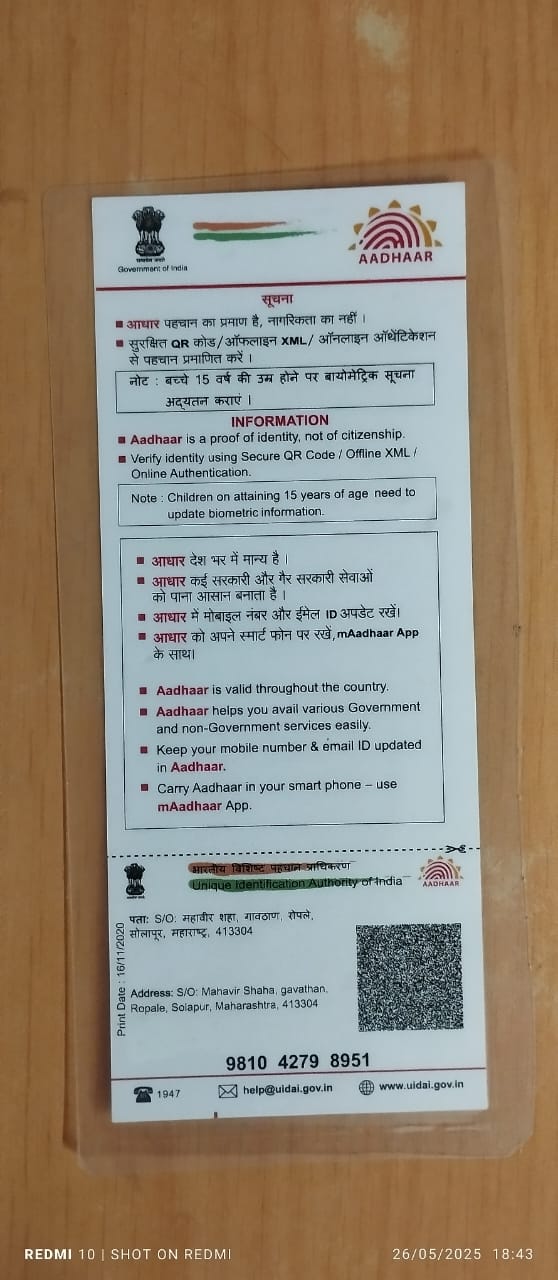 सत्यमेव जयते
Government of India
AADHAAR
सूचना
आधार पहचान का प्रमाण है, नागरिकता का नहीं ।
सुरक्षित QR कोड/ऑफलाइन XML/ ऑनलाइन ऑथेंटिकेशन
से पहचान प्रमाणित करें ।
नोट : बच्चे 15 वर्ष की उम्र होने पर बायोमेट्रिक सूचना
अद्यतन कराएं ।
INFORMATION
Aadhaar is a proof of identity, not of citizenship.
Verify identity using Secure QR Code / Offline XML /
Online Authentication.
Note : Children on attaining 15 years of age need to
update biometric information.
आधार देश भर में मान्य है ।
आधार कई सरकारी और गैर सरकारी सेवाओं
को पाना आसान बनाता है ।
आधार में मोबाइल नंबर और ईमेल ID अपडेट रखें।
आधार को अपने स्मार्ट फोन पर रखें, mAadhaar App
के साथ।
Aadhaar is valid throughout the country.
Aadhaar helps you avail various Government
and non-Government services easily.
Keep your mobile number & email ID updated
in Aadhaar.
Carry Aadhaar in your smart phone – use
mAadhaar App.
भारतीय विशिष्ट पहचान प्राधिकरण
Unique Identification Authority of India
AADHAAR
Print Date : 16/11/2020
पता: S/O: महावीर शहा, गावठाण, रोपले,
सोलापूर, महाराष्ट्र, 413304
Address: S/O: Mahavir Shaha, gavathan,
Ropale, Solapur, Maharashtra, 413304
9810 4279 8951
1947
help@uidai.gov.in
www.uidai.gov.in
REDMI 10 | SHOT ON REDMI
26/05/2025 18:43